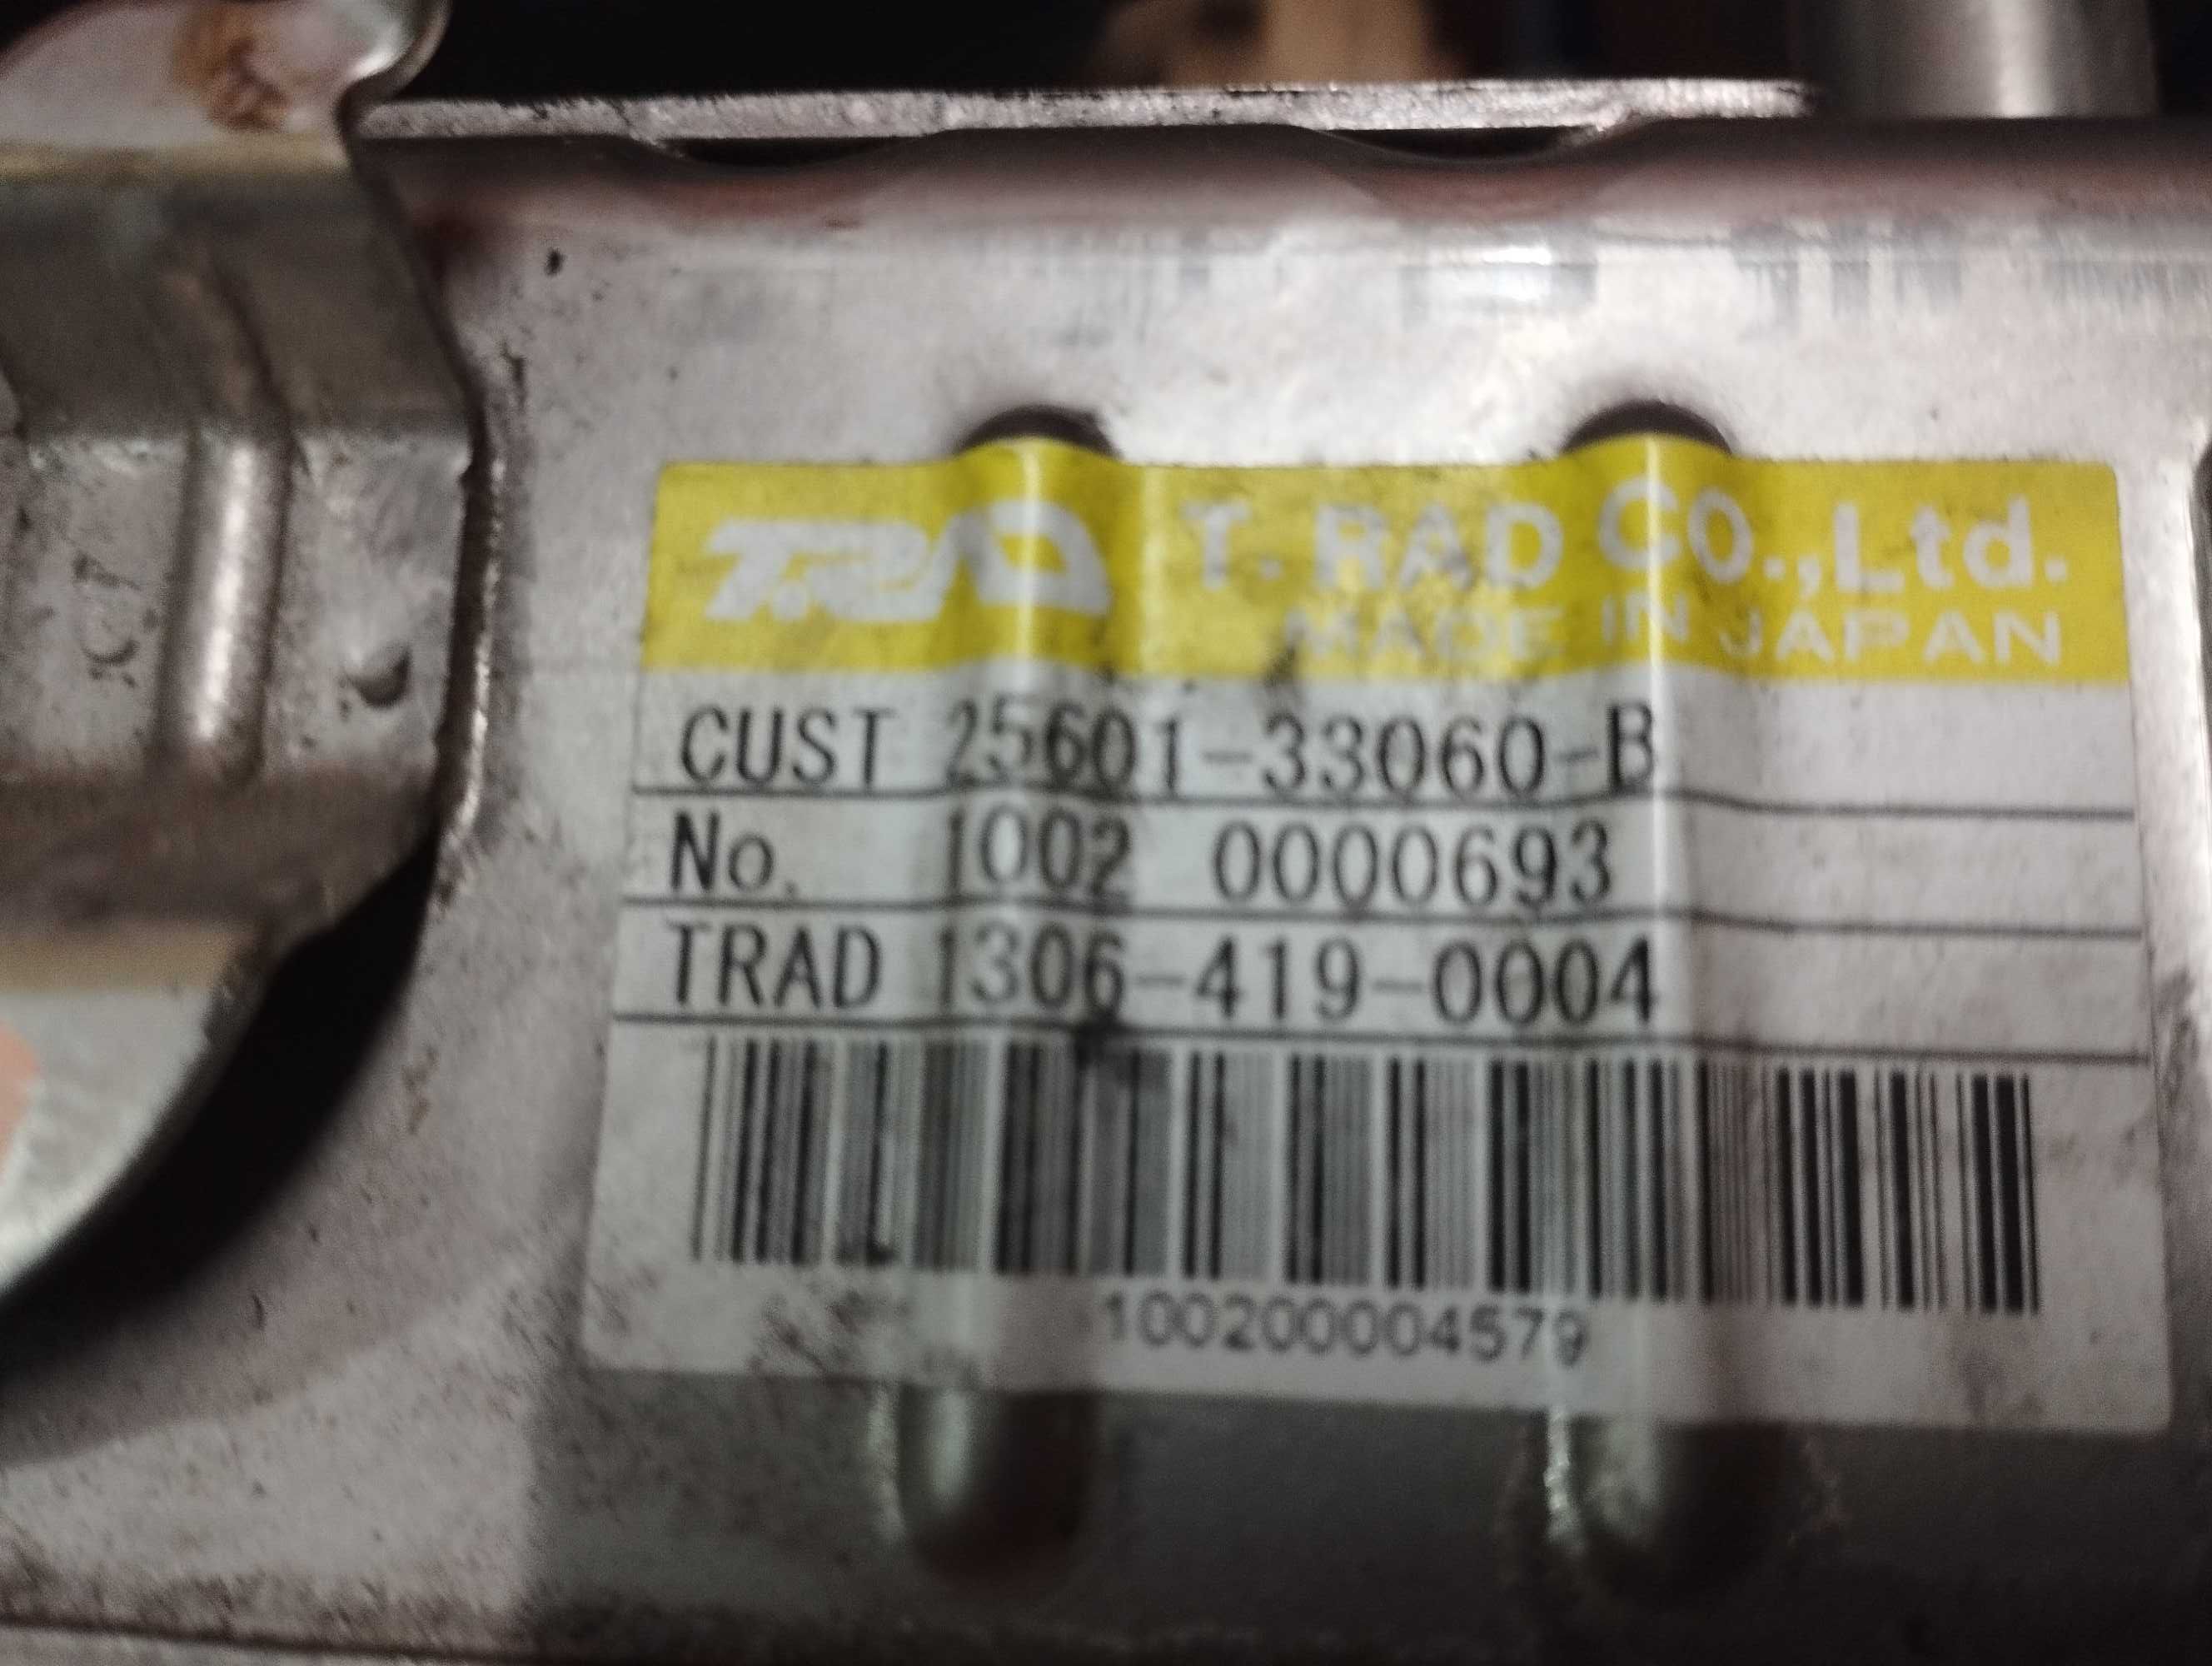 T.RAD T. RAD CO.,Ltd.
MADE IN JAPAN
CUST 25601-33060-B
No. 1002 0000693
TRAD 1306-419-0004
100200004579